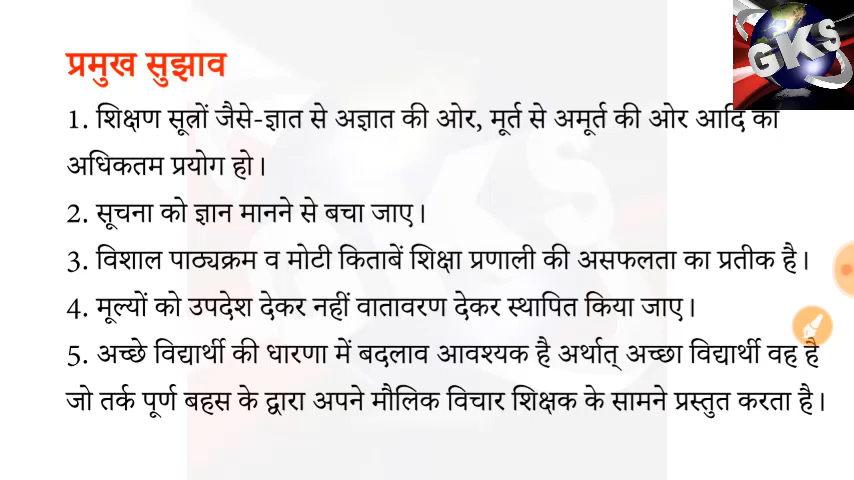 GKS
प्रमुख सुझाव
1. शिक्षण सूत्रों जैसे-ज्ञात से अज्ञात की ओर, मूर्त से अमूर्त की ओर आदि का
अधिकतम प्रयोग हो।
2. सूचना को ज्ञान मानने से बचा जाए।
3. विशाल पाठ्यक्रम व मोटी किताबें शिक्षा प्रणाली की असफलता का प्रतीक है।
4. मूल्यों को उपदेश देकर नहीं वातावरण देकर स्थापित किया जाए।
5. अच्छे विद्यार्थी की धारणा में बदलाव आवश्यक है अर्थात् अच्छा विद्यार्थी वह है
जो तर्क पूर्ण बहस के द्वारा अपने मौलिक विचार शिक्षक के सामने प्रस्तुत करता है।